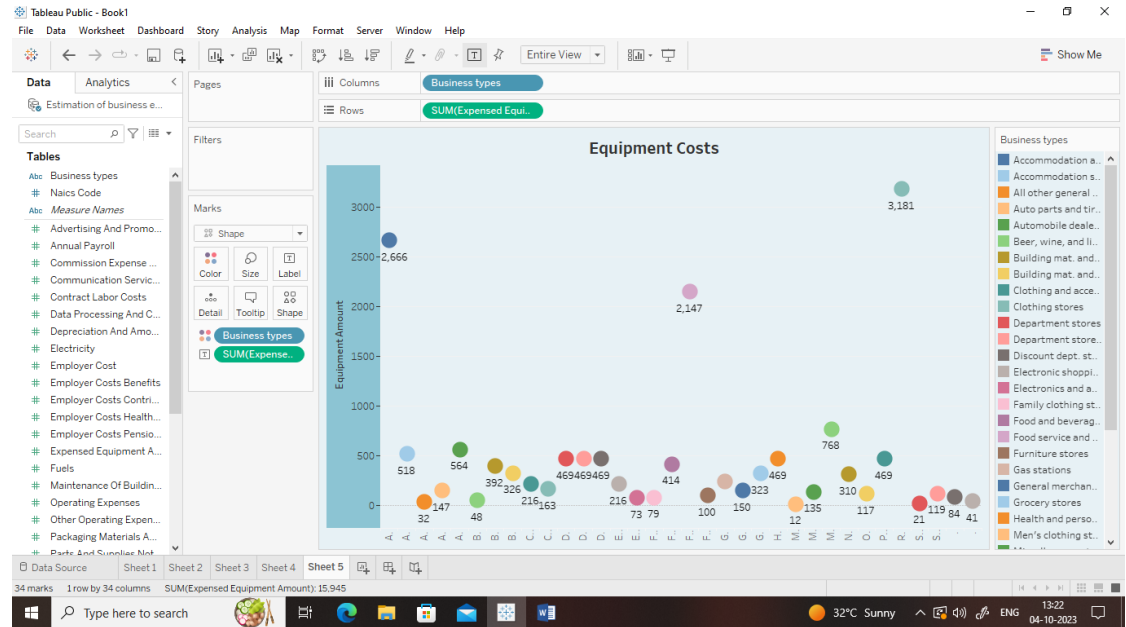 Tableau Public - Book1
File Data Worksheet Dashboard Story Analysis Map Format Server Window Help
Entire View
Show Me
Data Analytics
Estimation of business e...
Search
Tables
Abc Business types
# Naics Code
Abc Measure Names
# Advertising And Promo...
# Annual Payroll
# Commission Expense ...
# Communication Servic...
# Contract Labor Costs
# Data Processing And C...
# Depreciation And Amo...
# Electricity
# Employer Cost
# Employer Costs Benefits
# Employer Costs Contri...
# Employer Costs Health...
# Employer Costs Pensio...
# Expensed Equipment A...
# Fuels
# Maintenance Of Buildin...
# Operating Expenses
# Other Operating Expen...
# Packaging Materials A...
# Parts And Supplies Not
Pages
Filters
Marks
Shape
Color Size Label
Detail Tooltip Shape
Business types
SUM(Expense..
Columns Business types
Rows SUM(Expensed Equi..
Equipment Costs
Equipment Amount
3000
2500
2000
1500
1000
500
0
2,666
518
32
147
564
48
392
326
216
163
469
469
469
216
73
79
414
2,147
100
150
323
469
12
135
768
310
117
469
3,181
21
119
84
41
A.. A.. A.. A.. A.. B.. B.. B.. C.. C.. D.. D.. D.. E.. E.. F.. F.. F.. F.. G.. G.. G.. H.. M.. M.. M.. N.. O.. P.. R.. S.. S..
Business types
Accommodation a..
Accommodation s..
All other general ..
Auto parts and tir..
Automobile deale..
Beer, wine, and li..
Building mat. and..
Building mat. and..
Clothing and acce..
Clothing stores
Department stores
Department store..
Discount dept. st..
Electronic shoppi..
Electronics and a..
Family clothing st..
Food and beverag..
Food service and ..
Furniture stores
Gas stations
General merchan..
Grocery stores
Health and perso..
Men's clothing st..
Data Source Sheet 1 Sheet 2 Sheet 3 Sheet 4 Sheet 5
34 marks 1 row by 34 columns SUM(Expensed Equipment Amount): 15,945
Type here to search
32°C Sunny
ENG
13:22
04-10-2023